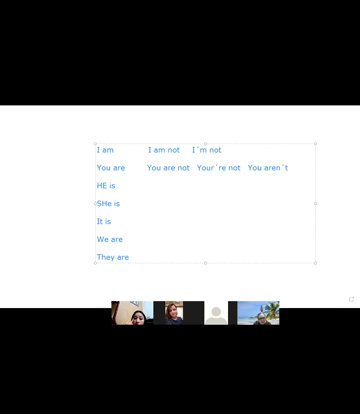 I am I am not I´m not
You are You are not Your´re not You aren´t
HE is
SHe is
It is
We are
They are